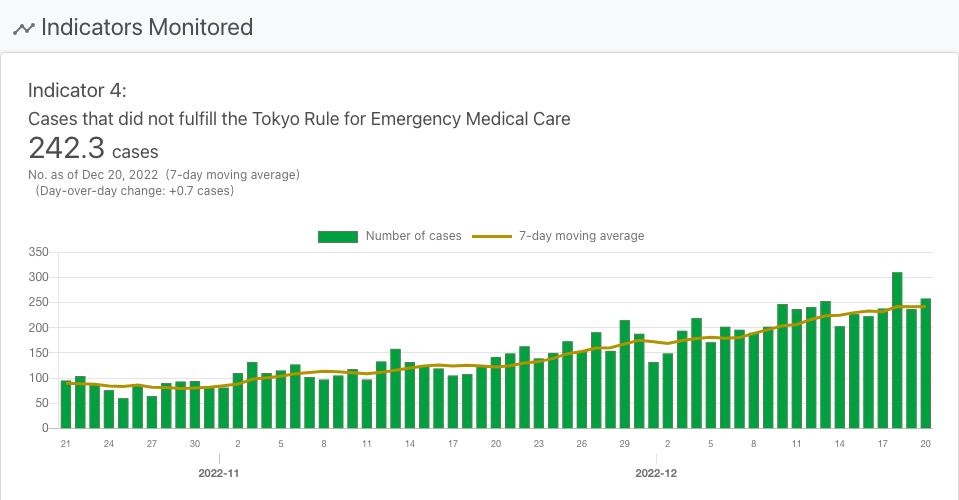 Indicators Monitored
Indicator 4:
Cases that did not fulfill the Tokyo Rule for Emergency Medical Care
242.3 cases
No. as of Dec 20, 2022 (7-day moving average)
(Day-over-day change: +0.7 cases)
Number of cases 7-day moving average
350
300
250
200
150
100
50
0
21 24 27 30 2 5 8 11 14 17 20 23 26 29 2 5 8 11 14 17 20
2022-11 2022-12